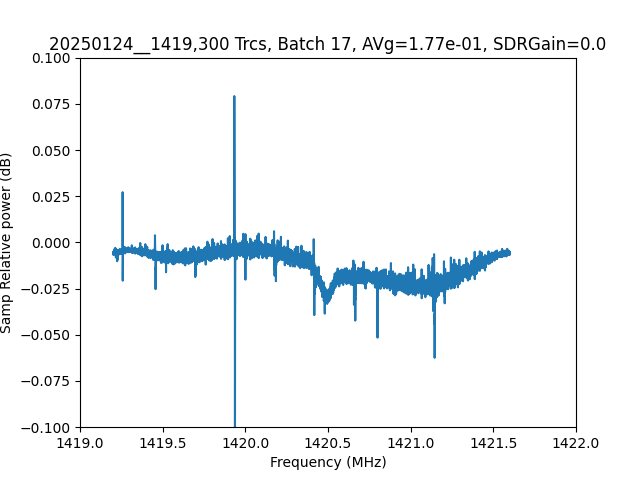 20250124__1419,300 Trcs, Batch 17, AVg=1.77e-01, SDRGain=0.0
Samp Relative power (dB)
0.100
0.075
0.050
0.025
0.000
−0.025
−0.050
−0.075
−0.100
1419.0 1419.5 1420.0 1420.5 1421.0 1421.5 1422.0
Frequency (MHz)